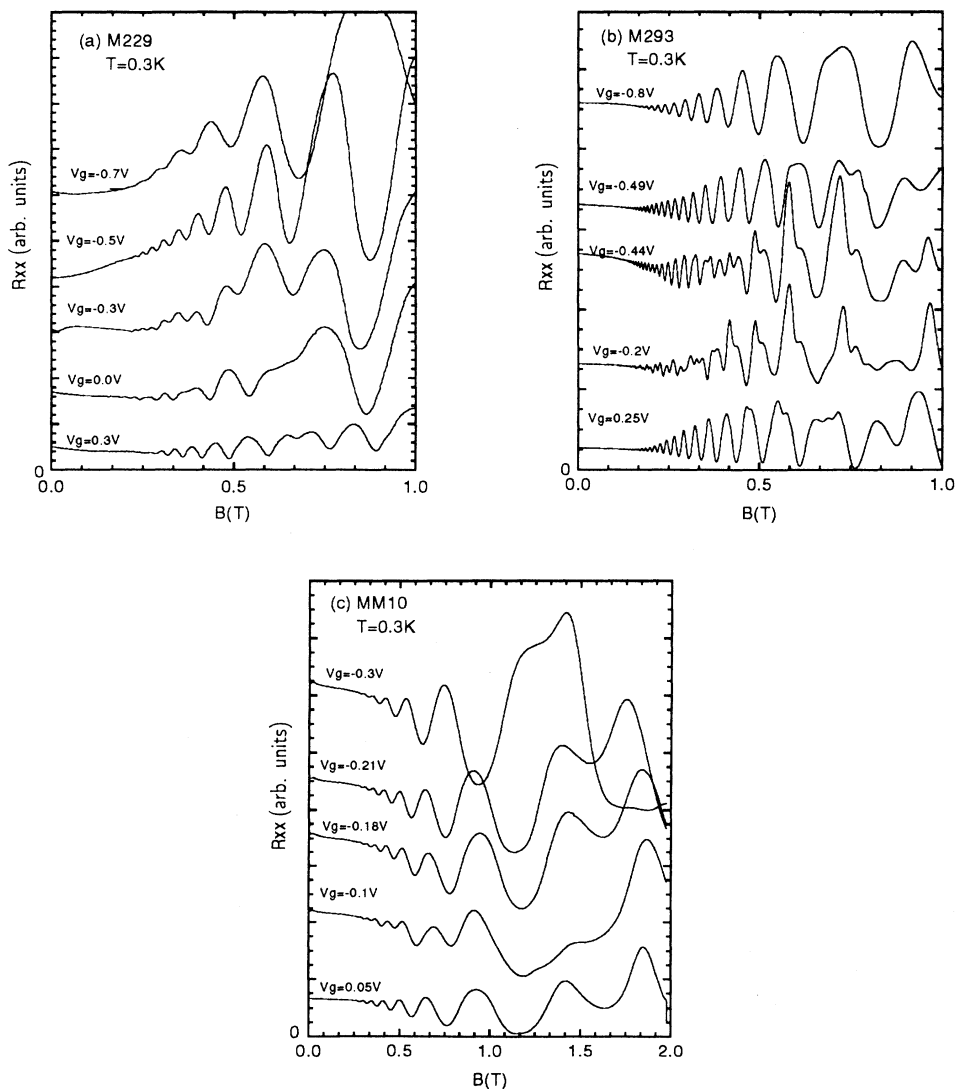 (a) M229
T=0.3K
Vg=-0.7V
Vg=-0.5V
Vg=-0.3V
Vg=0.0V
Vg=0.3V
Rxx (arb. units)
0
0.0 0.5 1.0
B(T)
(b) M293
T=0.3K
Vg=-0.8V
Vg=-0.49V
Vg=-0.44V
Vg=-0.2V
Vg=0.25V
Rxx (arb. units)
0
0.0 0.5 1.0
B(T)
(c) MM10
T=0.3K
Vg=-0.3V
Vg=-0.21V
Vg=-0.18V
Vg=-0.1V
Vg=0.05V
Rxx (arb. units)
0
0.0 0.5 1.0 1.5 2.0
B(T)